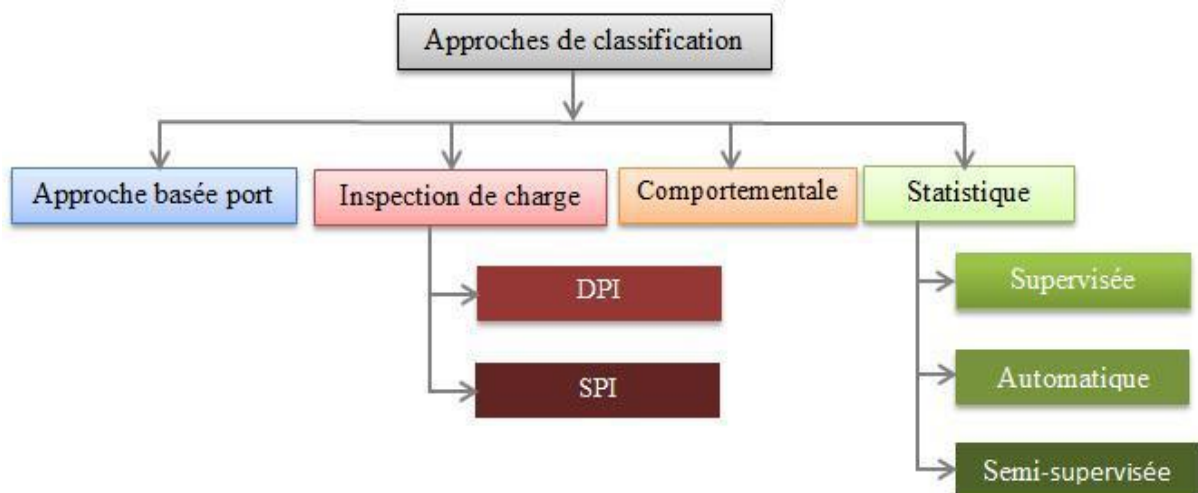 Approches de classification
Approche basée port
Inspection de charge
Comportementale
Statistique
DPI
SPI
Supervisée
Automatique
Semi-supervisée